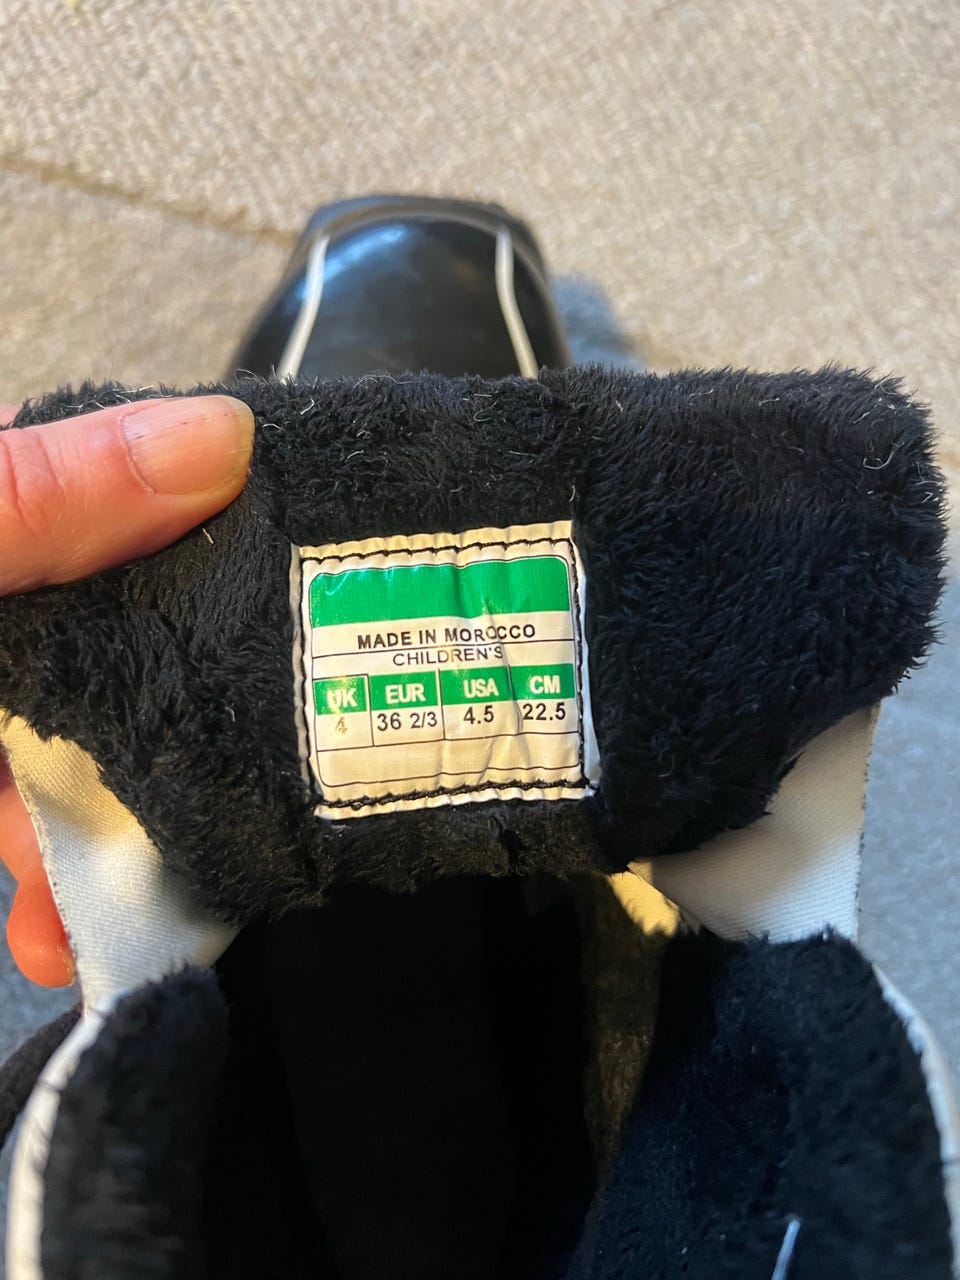 MADE IN MOROCCO
CHILDREN'S
UK EUR USA CM
4 36 2/3 4.5 22.5